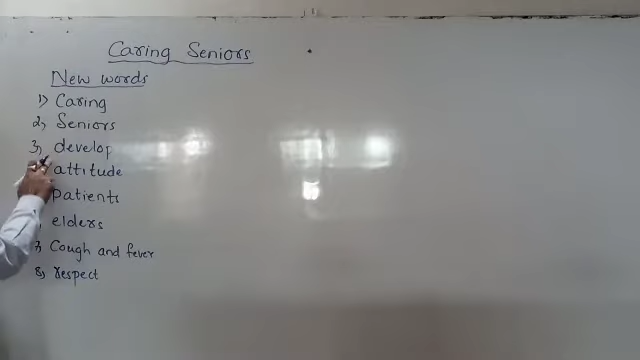 Caring Seniors
New words
1) Caring
2, Seniors
3, develop
attitude
patients
, elders
7, Cough and fever
8, respect